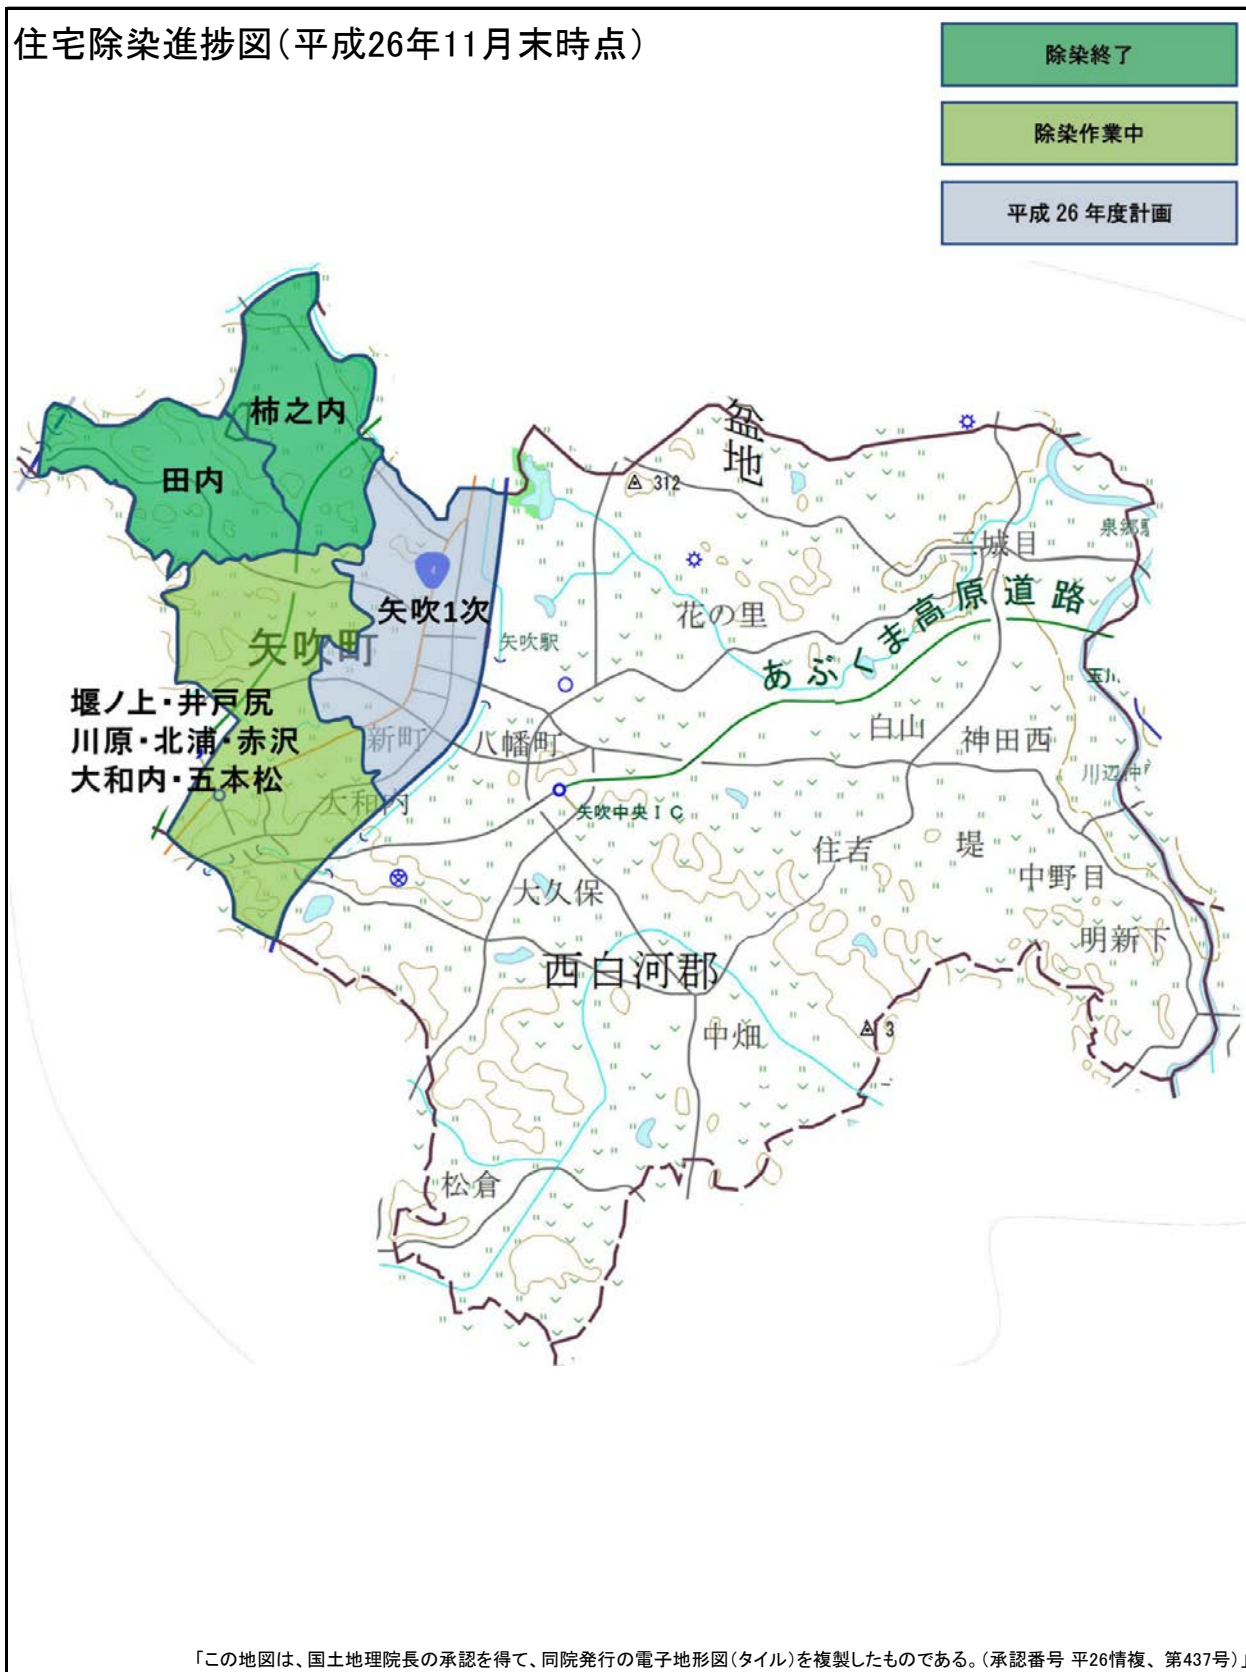 住宅除染進捗図(平成26年11月末時点)
除染終了
除染作業中
平成 26 年度計画
柿之内
田内
盆地
312
三城目
泉郷駅
4
矢吹1次
花の里
あぶくま高原道路
矢吹町
矢吹駅
堰ノ上・井戸尻
川原・北浦・赤沢
大和内・五本松
新町
八幡町
白山
神田西
大和内
矢吹中央IC
住吉
堤
中野目
大久保
明新下
西白河郡
中畑
3
松倉
「この地図は、国土地理院長の承認を得て、同院発行の電子地形図(タイル)を複製したものである。(承認番号 平26情複、 第437号)」